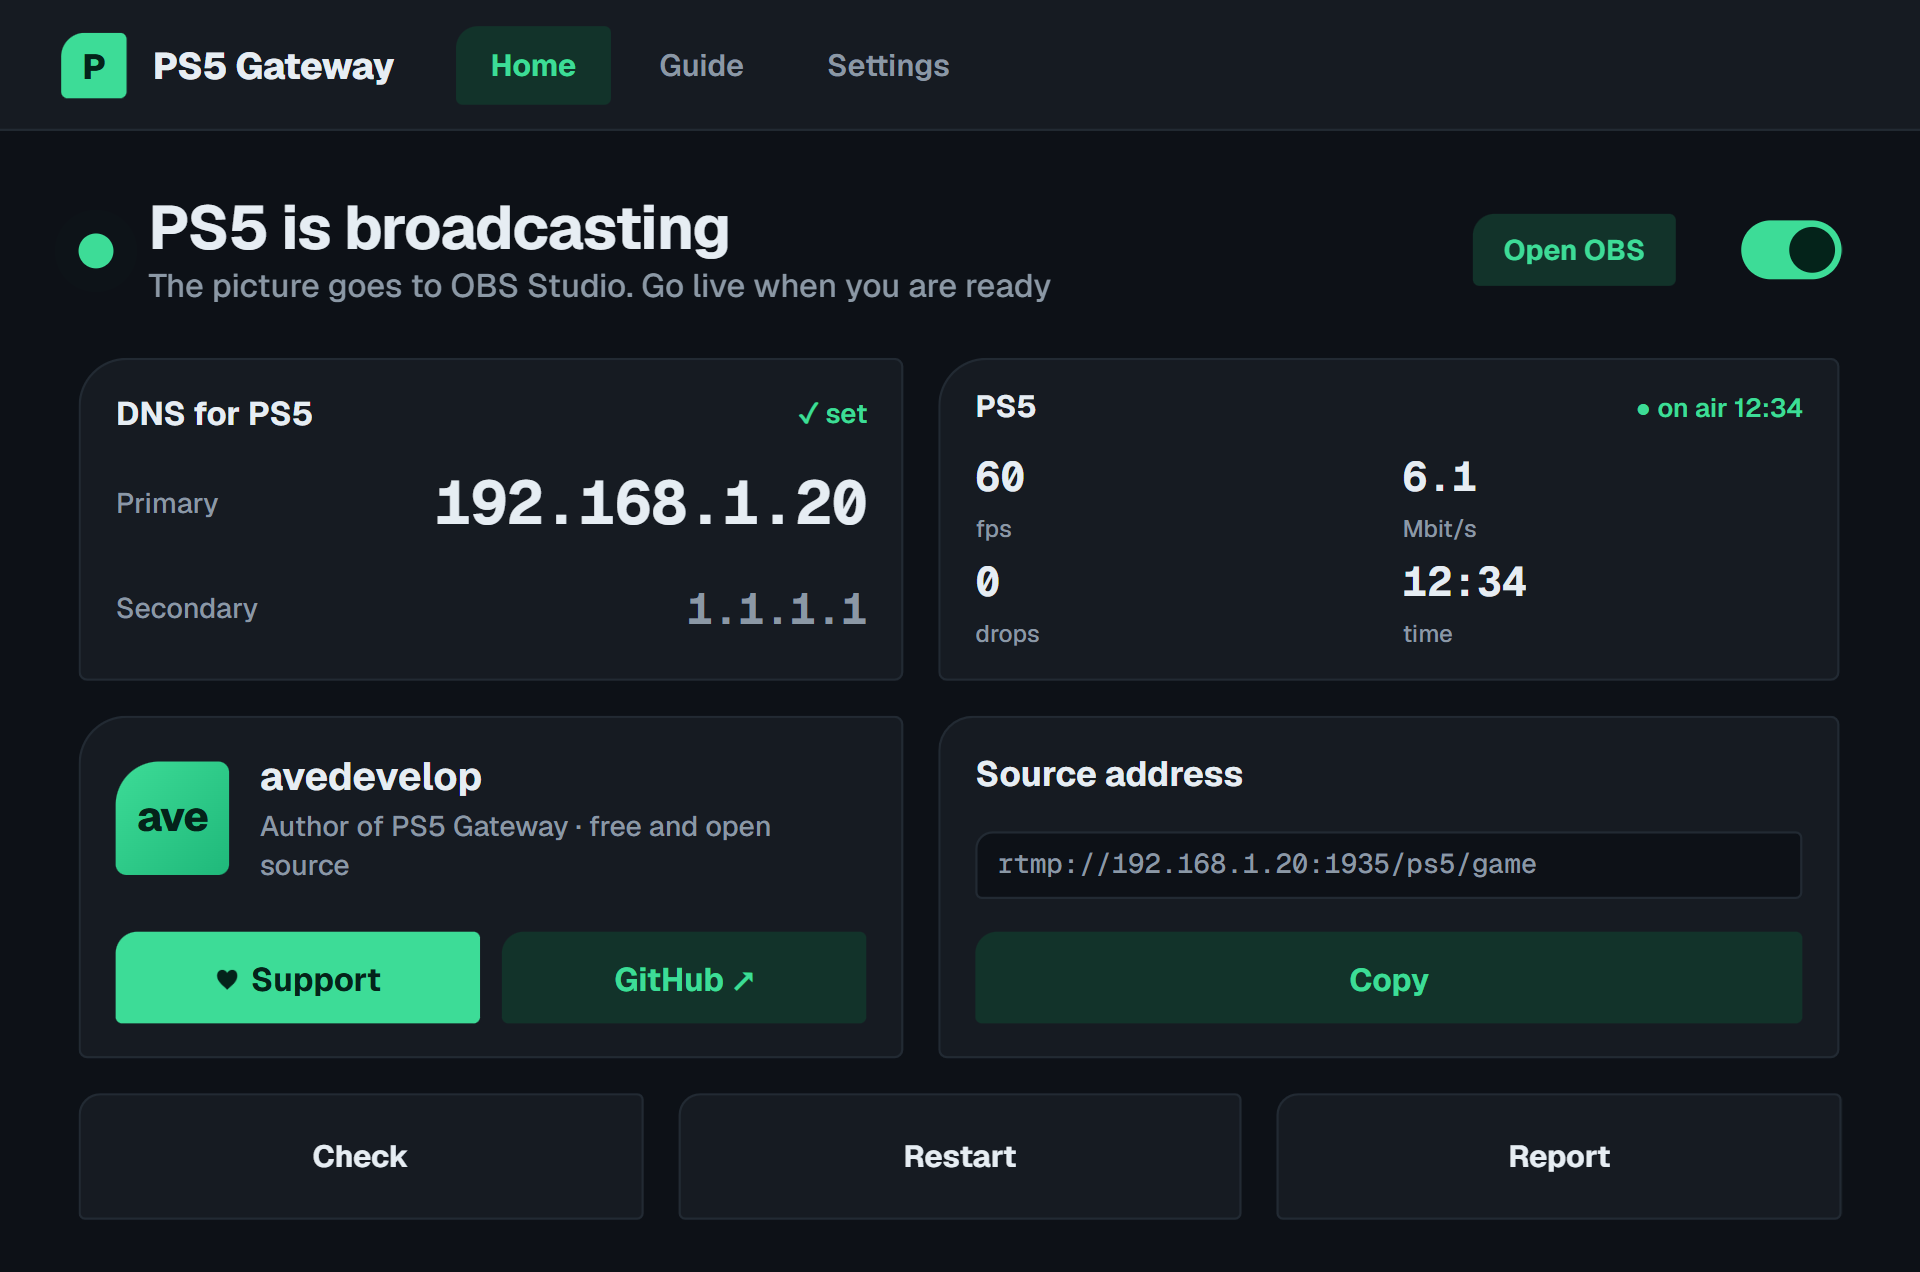 P
PS5 Gateway
Home
Guide
Settings
PS5 is broadcasting
The picture goes to OBS Studio. Go live when you are ready
Open OBS
DNS for PS5
✓ set
Primary
192.168.1.20
Secondary
1.1.1.1
PS5
● on air 12:34
60
fps
6.1
Mbit/s
0
drops
12:34
time
ave
avedevelop
Author of PS5 Gateway · free and open
source
♥ Support
GitHub ↗
Source address
rtmp://192.168.1.20:1935/ps5/game
Copy
Check
Restart
Report